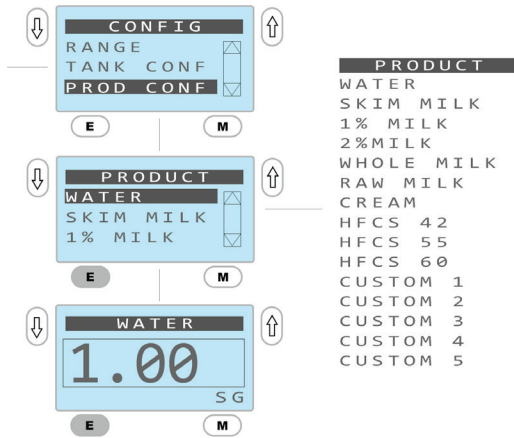 CONFIG
RANGE
TANK CONF
PROD CONF
E
M
PRODUCT
WATER
SKIM MILK
1% MILK
E
M
WATER
1.00
SG
E
M
PRODUCT
WATER
SKIM MILK
1% MILK
2%MILK
WHOLE MILK
RAW MILK
CREAM
HFCS 42
HFCS 55
HFCS 60
CUSTOM 1
CUSTOM 2
CUSTOM 3
CUSTOM 4
CUSTOM 5